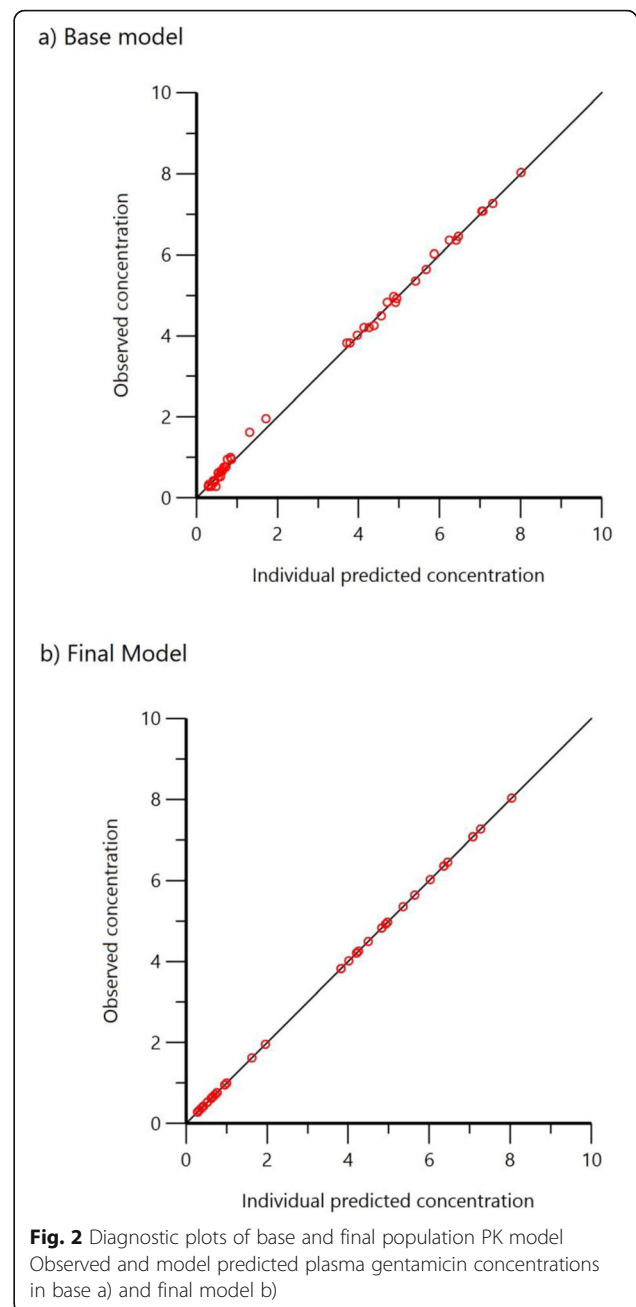 a) Base model
10
8
6
4
2
0
Observed concentration
0 2 4 6 8 10
Individual predicted concentration
b) Final Model
10
8
6
4
2
0
Observed concentration
0 2 4 6 8 10
Individual predicted concentration
Fig. 2 Diagnostic plots of base and final population PK model
Observed and model predicted plasma gentamicin concentrations
in base a) and final model b)